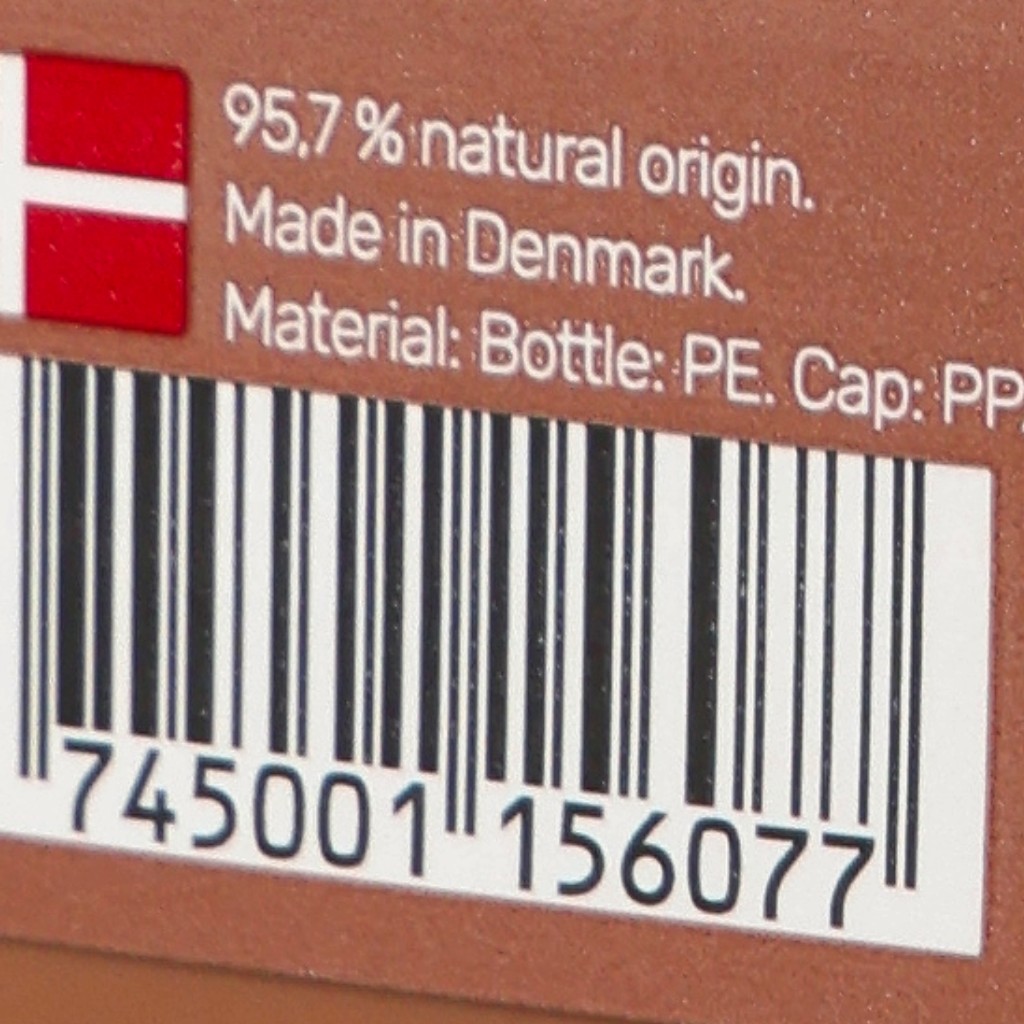 95,7 % natural origin.
Made in Denmark.
Material: Bottle: PE. Cap: PP.
745001 156077